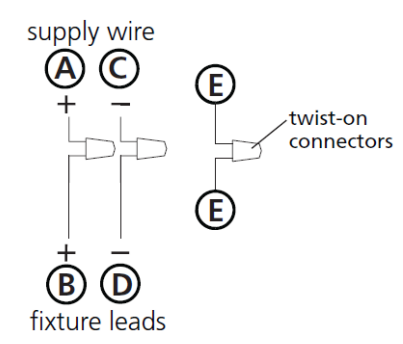 supply wire
A C
+ −
E
twist-on
connectors
E
+ −
B D
fixture leads